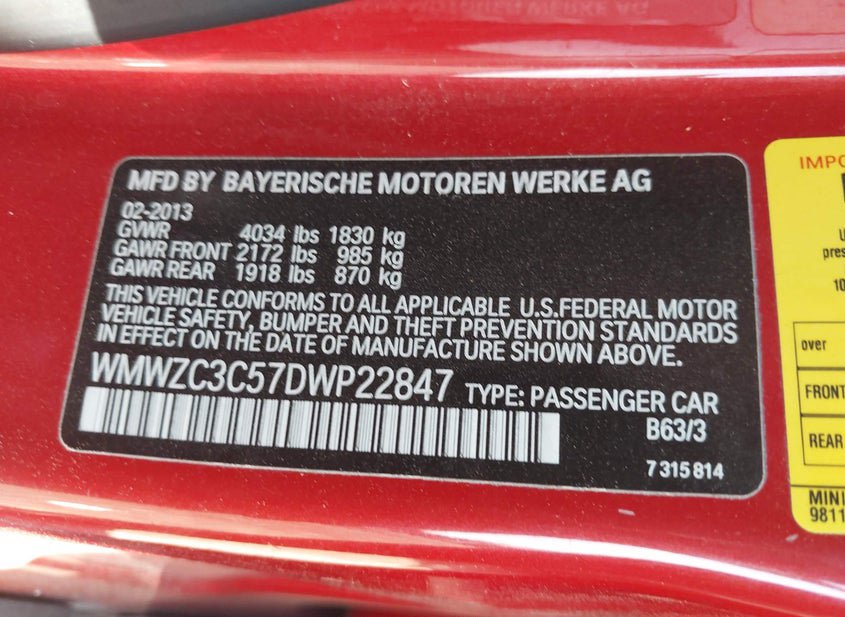 MFD BY BAYERISCHE MOTOREN WERKE AG
02-2013
GVWR 4034 lbs 1830 kg
GAWR FRONT 2172 lbs 985 kg
GAWR REAR 1918 lbs 870 kg
THIS VEHICLE CONFORMS TO ALL APPLICABLE U.S.FEDERAL MOTOR
VEHICLE SAFETY, BUMPER AND THEFT PREVENTION STANDARDS
IN EFFECT ON THE DATE OF MANUFACTURE SHOWN ABOVE.
WMWZC3C57DWP22847 TYPE: PASSENGER CAR
B63/3
7 315 814
over
FRONT
REAR
MINI
9811